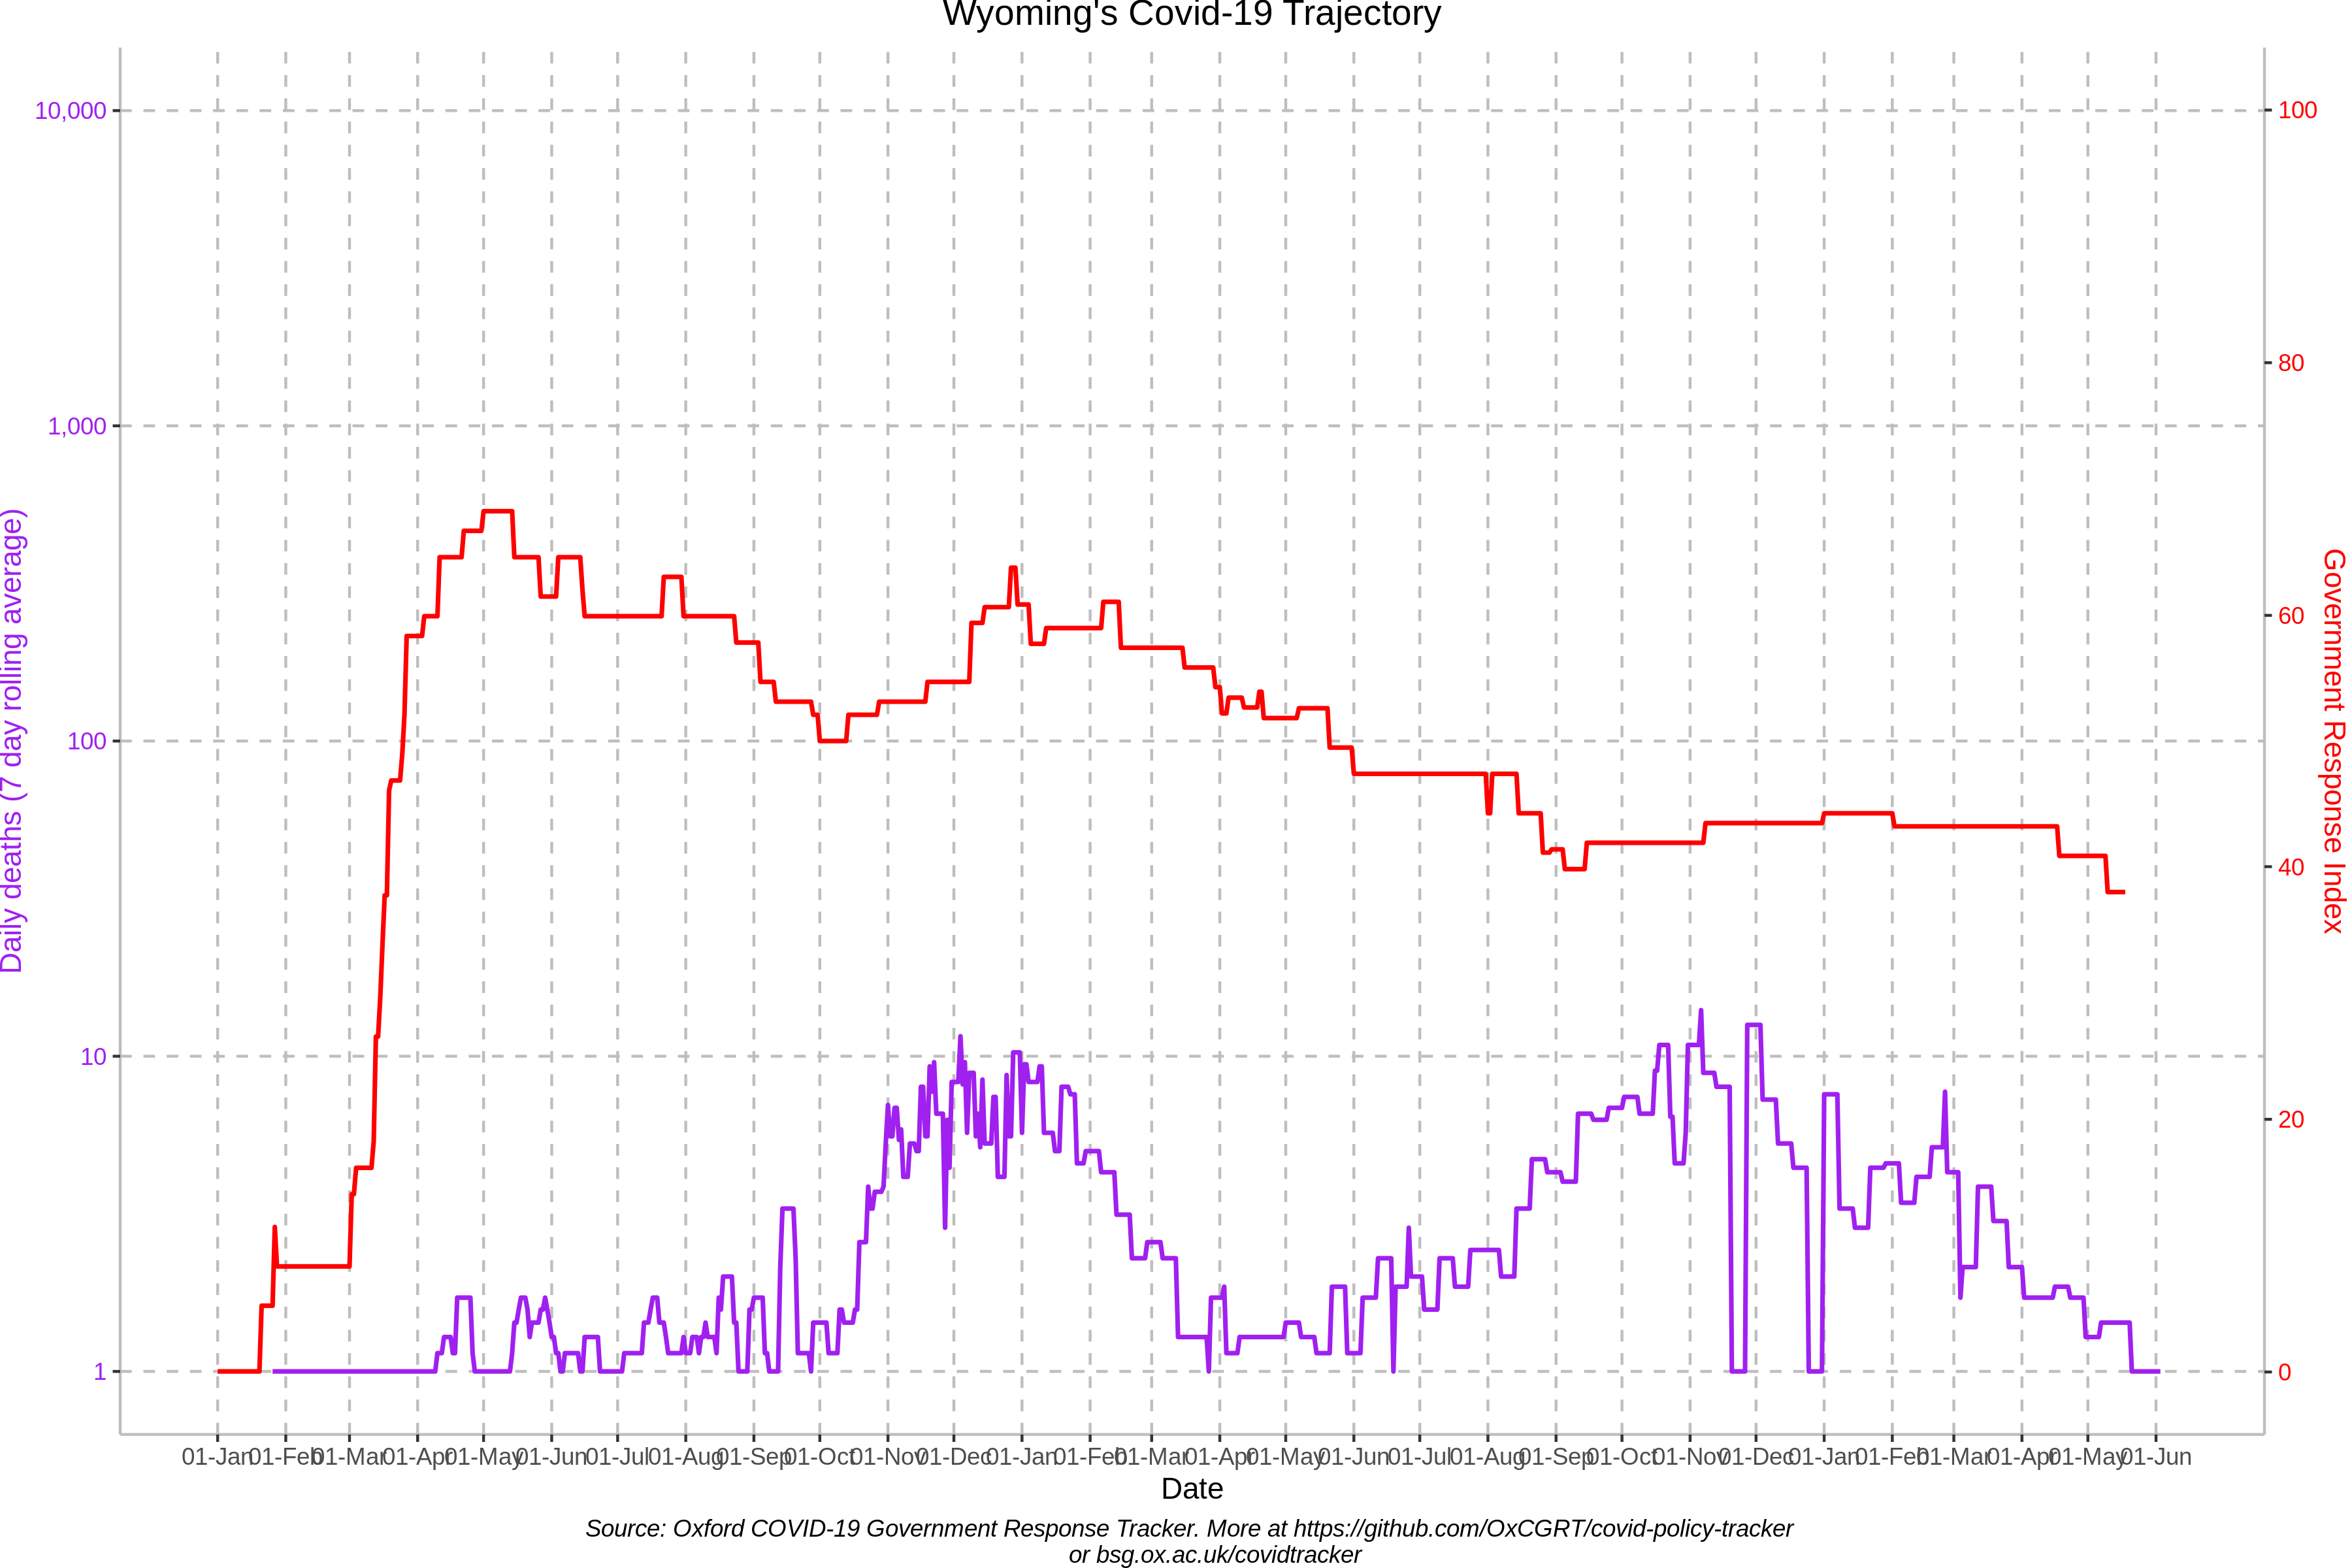 Wyoming's Covid-19 Trajectory
10,000
1,000
100
10
1
Daily deaths (7 day rolling average)
100
80
60
40
20
0
Government Response Index
01-Jan 01-Feb 01-Mar 01-Apr 01-May 01-Jun 01-Jul 01-Aug 01-Sep 01-Oct 01-Nov 01-Dec 01-Jan 01-Feb 01-Mar 01-Apr 01-May 01-Jun 01-Jul 01-Aug 01-Sep 01-Oct 01-Nov 01-Dec 01-Jan 01-Feb 01-Mar 01-Apr 01-May 01-Jun
Date
Source: Oxford COVID-19 Government Response Tracker. More at https://github.com/OxCGRT/covid-policy-tracker
or bsg.ox.ac.uk/covidtracker